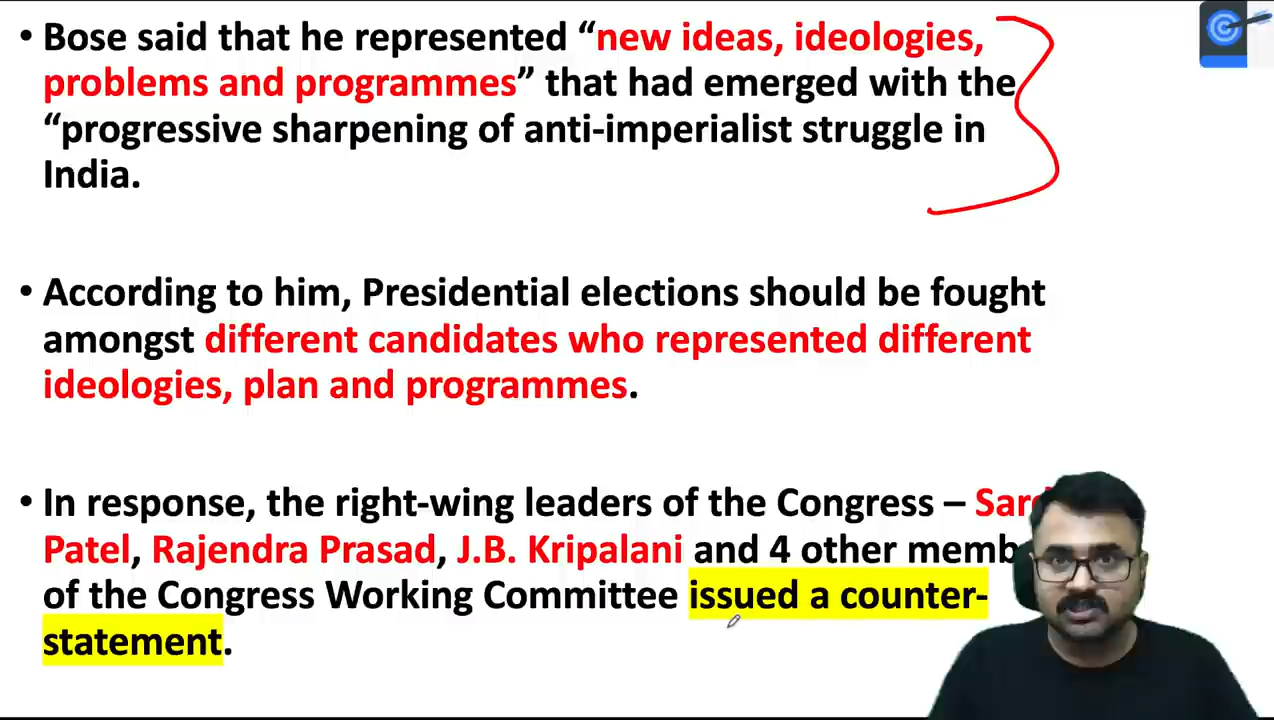 • Bose said that he represented “new ideas, ideologies,
problems and programmes” that had emerged with the
“progressive sharpening of anti-imperialist struggle in
India.
• According to him, Presidential elections should be fought
amongst different candidates who represented different
ideologies, plan and programmes.
• In response, the right-wing leaders of the Congress –
Patel, Rajendra Prasad, J.B. Kripalani and 4 other
of the Congress Working Committee issued a counter-
statement.